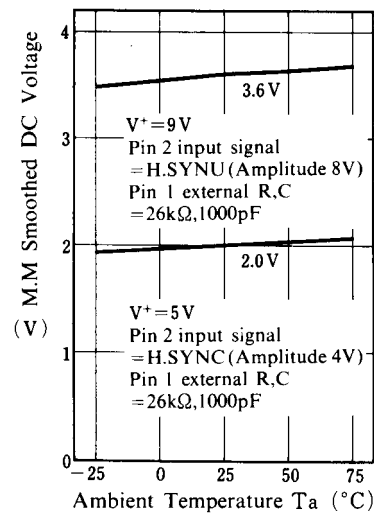 4
3
2
1
0
M.M Smoothed DC Voltage
(V)
3.6 V
V⁺=9V
Pin 2 input signal
=H.SYNU(Amplitude 8V)
Pin 1 external R,C
=26kΩ,1000pF
2.0 V
V⁺=5V
Pin 2 input signal
=H.SYNC(Amplitude 4V)
Pin 1 external R,C
=26kΩ,1000pF
-25 0 25 50 75
Ambient Temperature Ta (°C)